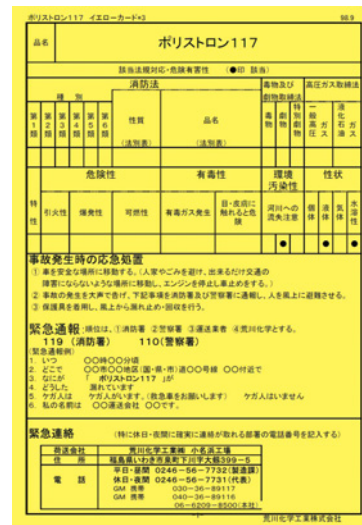 ポリストロン117 イエローカード*3 98.9
品名 ポリストロン117
該当法規対応・危険有害性 (●印 該当)
消防法 毒物及び劇物取締法 高圧ガス取締法
種別 性質 (法別表) 品名 (法別表)
第1類 第2類 第3類 第4類 第5類 第6類 毒物 劇物 特別劇物 一般高圧ガス 液化石油ガス
特性 危険性 有毒性 環境汚染性 性状
引火性 爆発性 可燃性 有毒ガス発生 目・皮膚に触れると危険 河川への流失注意 固体 液体 気体 水溶性
● ● ●
事故発生時の応急処置
① 車を安全な場所に移動する。(人家やごみを避け、出来るだけ交通の
障害にならないような場所に移動し、エンジンを停止し車止めをする。)
② 事故の発生を大声で告げ、下記事項を消防署及び警察署に通報し、人を風上に避難させる。
③ 保護具を着用し、風上から漏れ止め・回収を行う。
緊急通報:順位は、①消防署 ②警察署 ③運送業者 ④荒川化学とする。
119 (消防署) 110(警察署)
(緊急通報例)
1. いつ 〇〇時〇〇分頃
2. どこで 〇〇市〇〇地区(国・県・市)道〇〇号線 〇〇付近で
3. なにが 「 ポリストロン117 」が
4. どうした 漏れています
5. ケガ人は ケガ人がいます。(救急車をお願いします) ケガ人はいません
6. 私の名前は 〇〇運送会社 〇〇です。
緊急連絡 (特に休日・夜間に確実に連絡が取れる部署の電話番号を記入する)
荷送会社 荒川化学工業㈱ 小名浜工場
住所 福島県いわき市泉町下川字大剣399-5
電話 平日・昼間 0246-56-7732(製造課)
休日・夜間 0246-56-7731(代表)
GM 携帯 030-36-89117
GM 携帯 040-36-89116
06-6209-8500(本社)
荒川化学工業株式会社